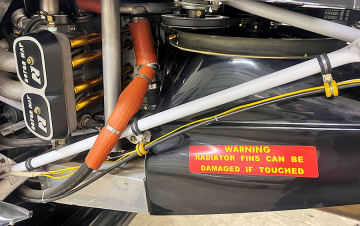 WARNING
RADIATOR FINS CAN BE
DAMAGED IF TOUCHED